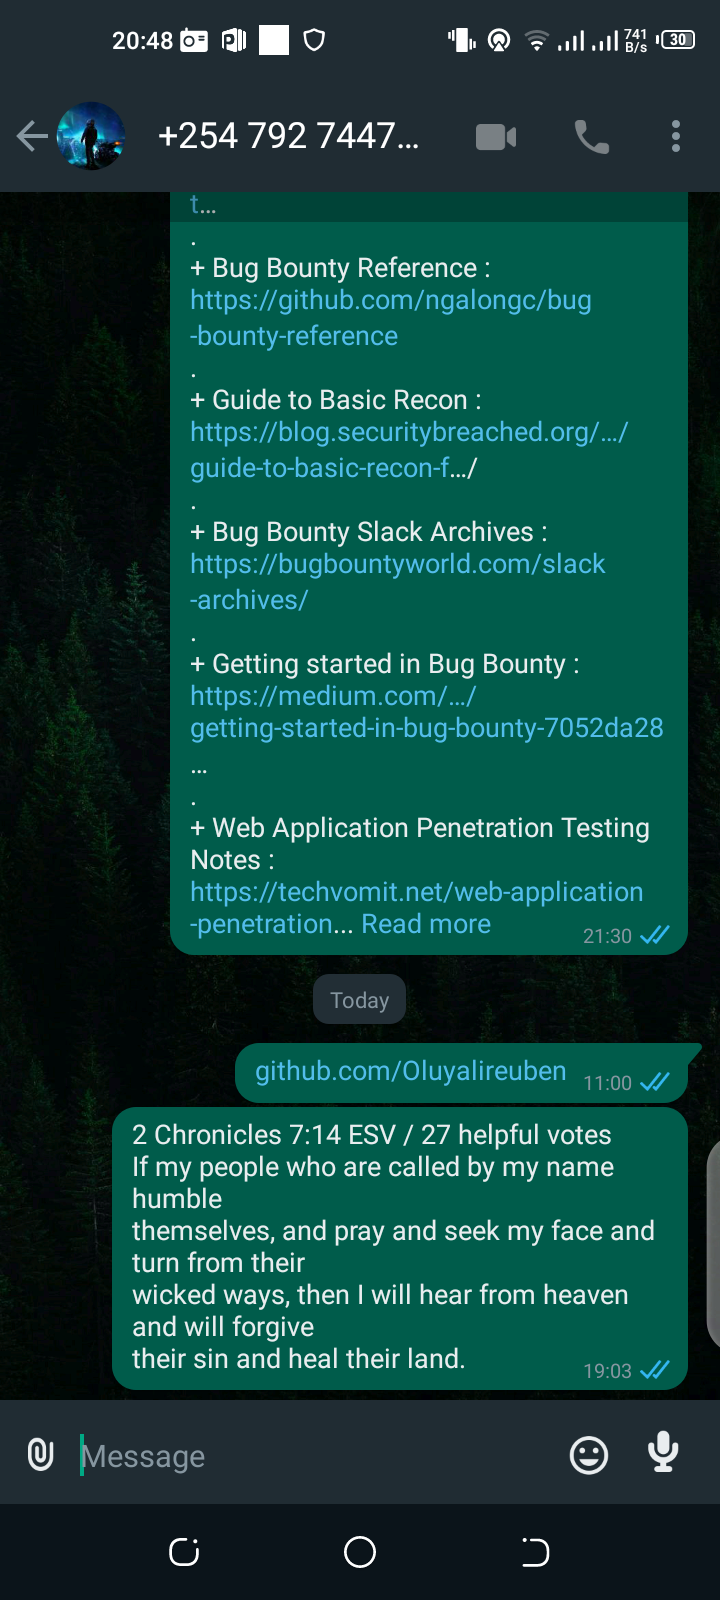 20:48
741
B/s
30
+254 792 7447...
t...
.
+ Bug Bounty Reference :
https://github.com/ngalongc/bug
-bounty-reference
.
+ Guide to Basic Recon :
https://blog.securitybreached.org/.../
guide-to-basic-recon-f.../
.
+ Bug Bounty Slack Archives :
https://bugbountyworld.com/slack
-archives/
.
+ Getting started in Bug Bounty :
https://medium.com/.../
getting-started-in-bug-bounty-7052da28
...
.
+ Web Application Penetration Testing
Notes :
https://techvomit.net/web-application
-penetration... Read more
21:30
Today
github.com/Oluyalireuben
11:00
2 Chronicles 7:14 ESV / 27 helpful votes
If my people who are called by my name
humble
themselves, and pray and seek my face and
turn from their
wicked ways, then I will hear from heaven
and will forgive
their sin and heal their land.
19:03
Message